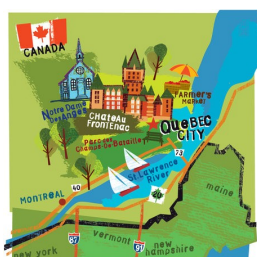 CANADA
Notre Dame
Des Anges
CHateAu
FRONTENAC
FARMER'S
MARKET
QUeBEC
CITY
Parc des
Champs-De-Bataille
73
St Lawrence
River
MONTReAL
40
maine
87
vermont
91
new
hampshire
new york